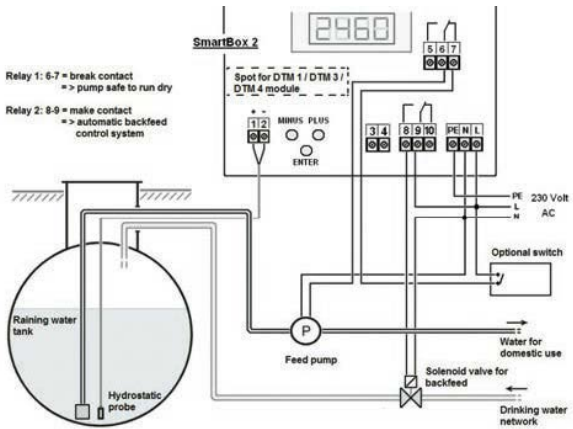 2460
SmartBox 2
5 6 7
Relay 1: 6-7 = break contact
=> pump safe to run dry
Relay 2: 8-9 = make contact
=> automatic backfeed
control system
Spot for DTM 1 / DTM 3 /
DTM 4 module
+ -
1 2
MINUS PLUS
ENTER
3 4
8 9 10
PE N L
PE
L
N
230 Volt
AC
Optional switch
Raining water
tank
P
Feed pump
Water for
domestic use
Solenoid valve for
backfeed
Hydrostatic
probe
Drinking water
network